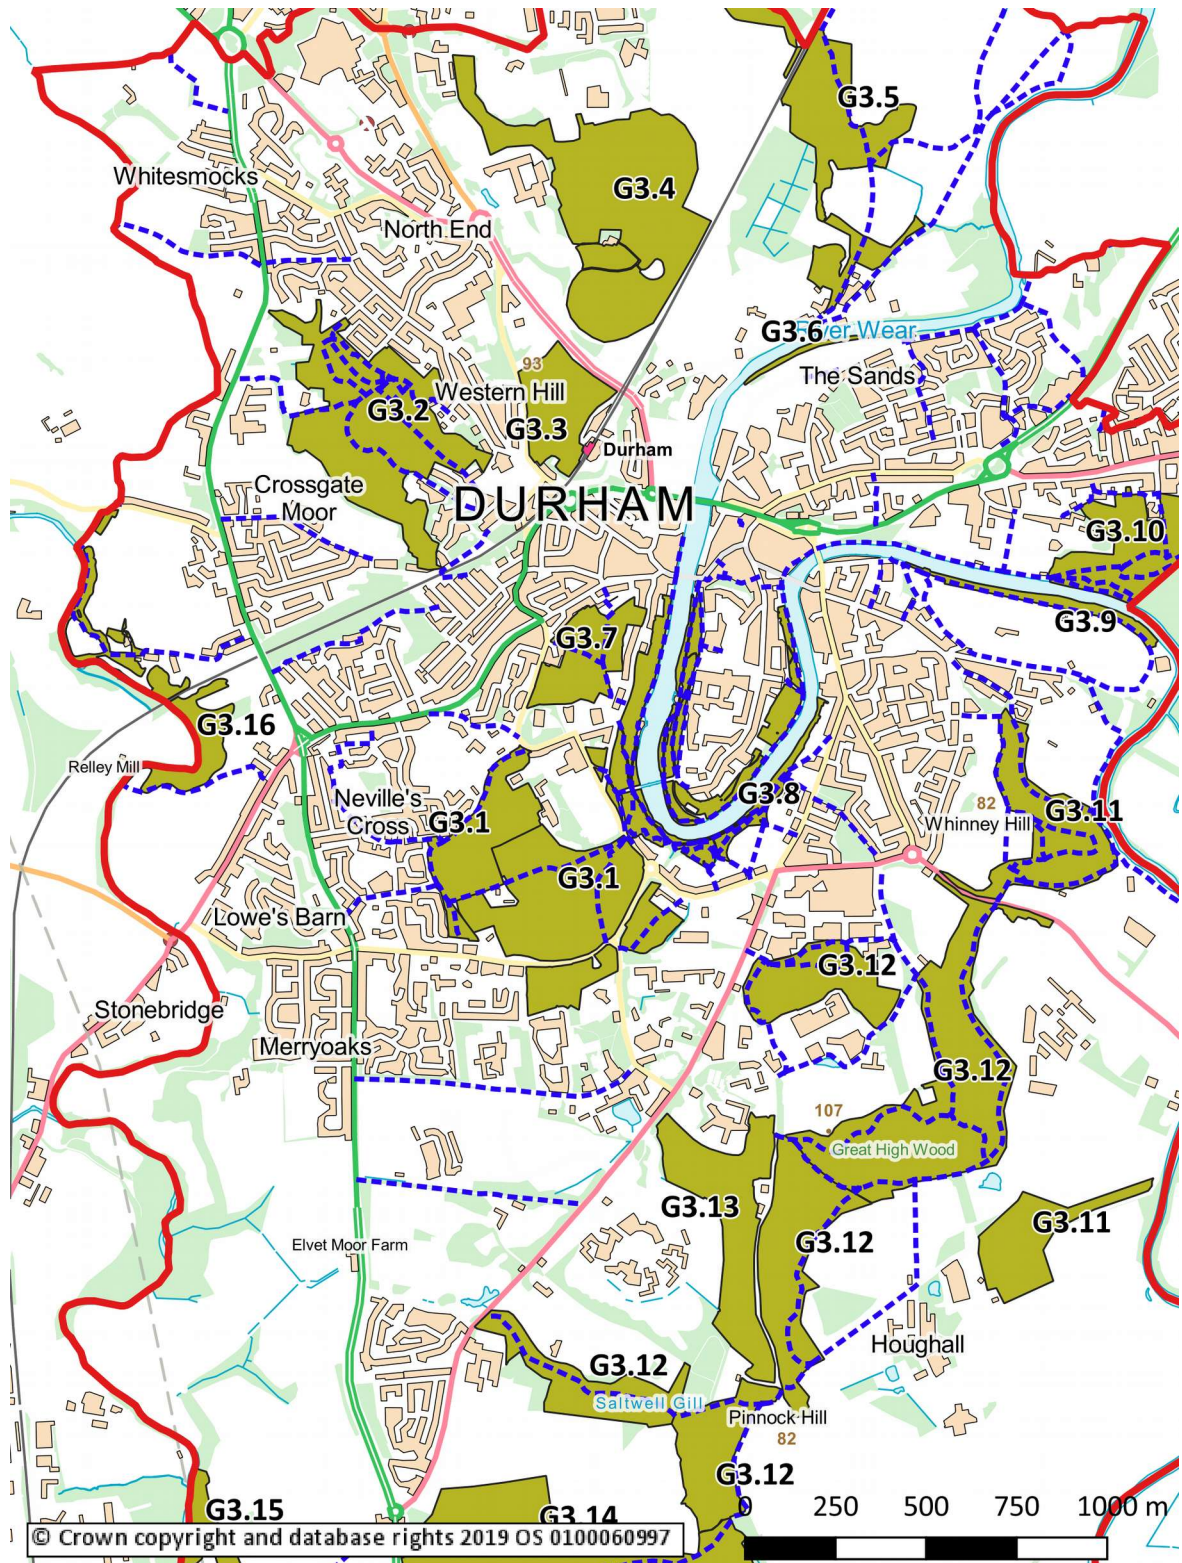 G3.5
Whitesmocks
G3.4
North End
G3.6
River Wear
93
Western Hill
The Sands
G3.2
G3.3
Durham
Crossgate
Moor
DURHAM
G3.10
G3.9
G3.7
G3.16
Relley Mill
Neville's
Cross
G3.1
G3.8
82
Whinney Hill
G3.11
G3.1
Lowe's Barn
G3.12
Stonebridge
Merryoaks
G3.12
107
Great High Wood
G3.13
G3.11
G3.12
Elvet Moor Farm
Houghall
G3.12
Saltwell Gill
Pinnock Hill
82
G3.12
G3.15
G3.14
0 250 500 750 1000 m
© Crown copyright and database rights 2019 OS 0100060997